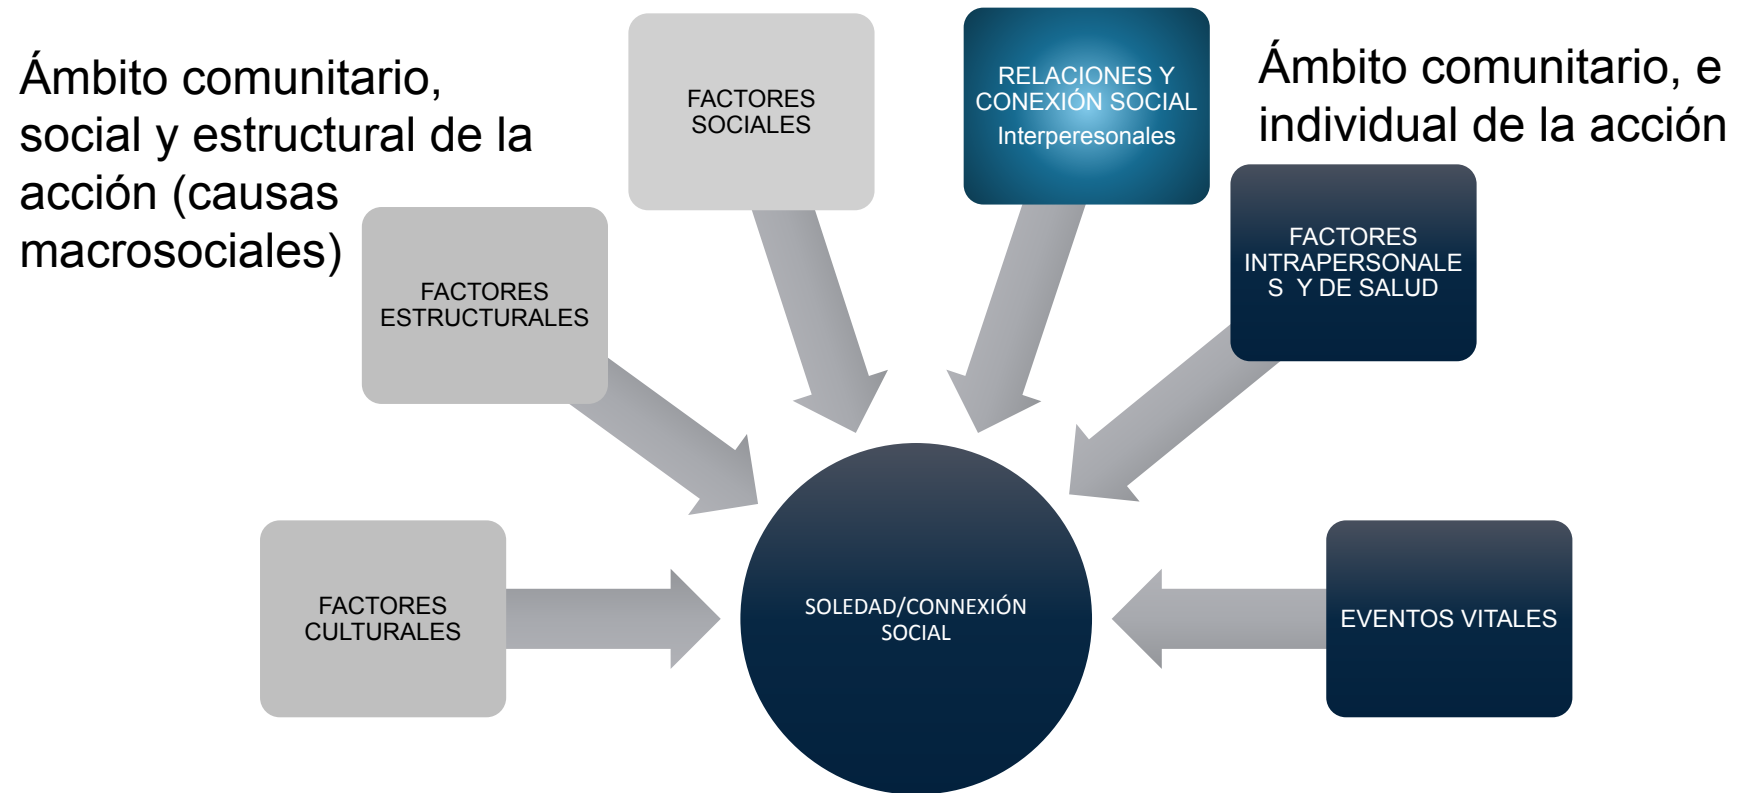 Ámbito comunitario,
social y estructural de la
acción (causas
macrosociales)
FACTORES
SOCIALES
RELACIONES Y
CONEXIÓN SOCIAL
Interperesonales
Ámbito comunitario, e
individual de la acción
FACTORES
ESTRUCTURALES
FACTORES
INTRAPERSONALE
S Y DE SALUD
FACTORES
CULTURALES
SOLEDAD/CONNEXIÓN
SOCIAL
EVENTOS VITALES